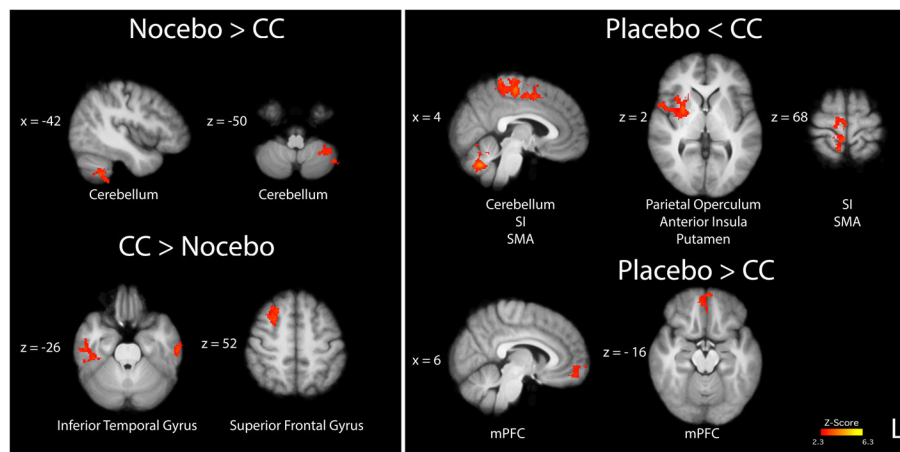 Nocebo > CC
x = -42
z = -50
Cerebellum
Cerebellum
CC > Nocebo
z = -26
z = 52
Inferior Temporal Gyrus
Superior Frontal Gyrus
Placebo < CC
x = 4
z = 2
z = 68
Cerebellum
SI
SMA
Parietal Operculum
Anterior Insula
Putamen
SI
SMA
Placebo > CC
x = 6
z = - 16
mPFC
mPFC
Z-Score
2.3
6.3
L